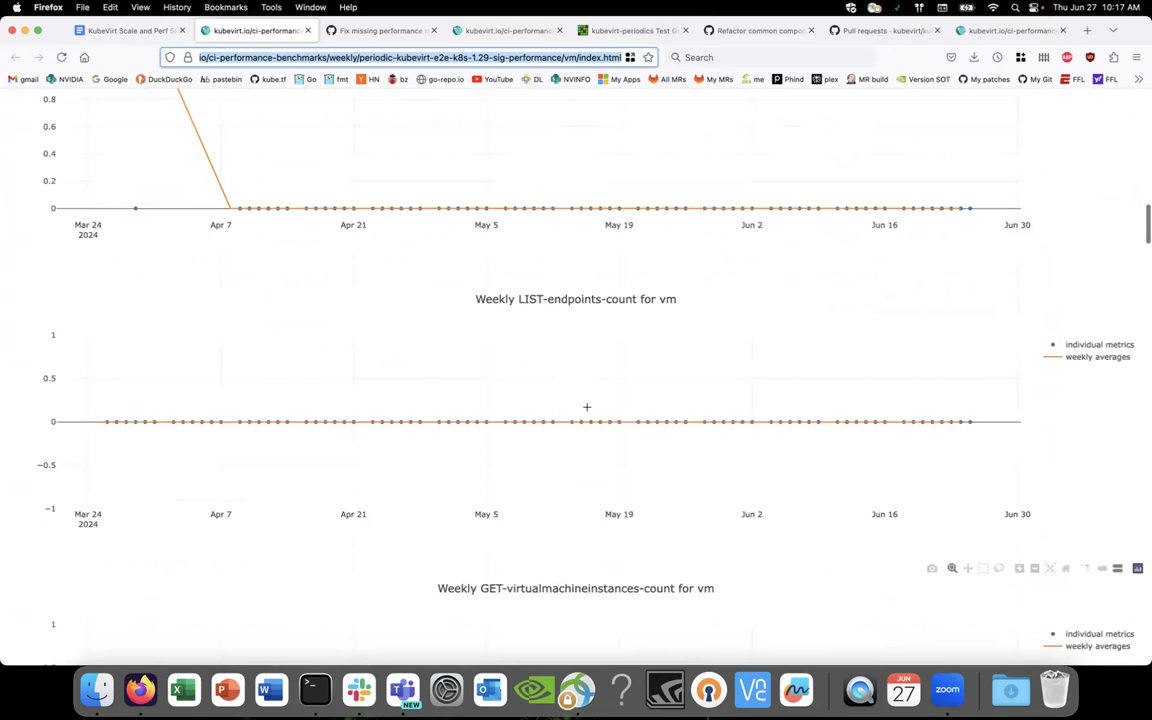 Firefox File Edit View History Bookmarks Tools Window Help Thu Jun 27 10:17 AM
KubeVirt Scale and Perf S kubevirt.io/ci-performance Fix missing performance kubevirt.io/ci-performanc kubevirt-periodics Test G Refactor common compo Pull requests · kubevirt/ku kubevirt.io/ci-performanc
io/ci-performance-benchmarks/weekly/periodic-kubevirt-e2e-k8s-1.29-sig-performance/vm/index.html Search
gmail NVIDIA Google DuckDuckGo pastebin kube.tf HN bz go-repo.io YouTube Go fmt DL NVINFO My Apps All MRs My MRs me Phind plex MR build Version SOT My patches My Git FFL FFL
0.8
0.6
0.4
0.2
0
Mar 24 Apr 7 Apr 21 May 5 May 19 Jun 2 Jun 16 Jun 30
2024
Weekly LIST-endpoints-count for vm
1
individual metrics
weekly averages
0.5
0
−0.5
−1
Mar 24 Apr 7 Apr 21 May 5 May 19 Jun 2 Jun 16 Jun 30
2024
Weekly GET-virtualmachineinstances-count for vm
1
individual metrics
weekly averages
NEW
JUN
27
zoom